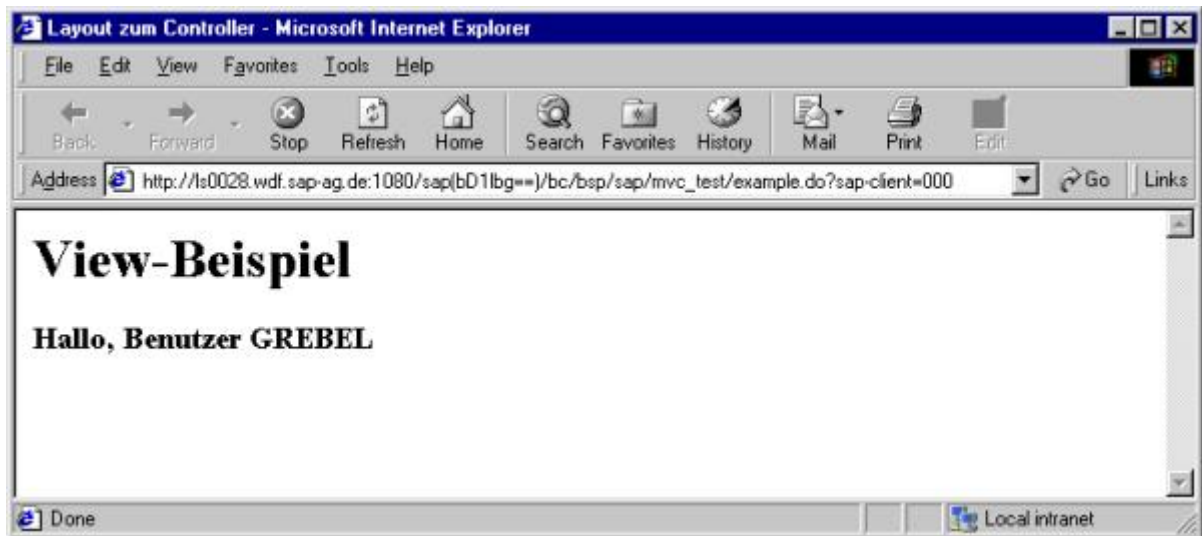 Layout zum Controller - Microsoft Internet Explorer
File Edit View Favorites Tools Help
Back Forward Stop Refresh Home Search Favorites History Mail Print Edit
Address http://ls0028.wdf.sap-ag.de:1080/sap(bD1lbg==)/bc/bsp/sap/mvc_test/example.do?sap-client=000 Go Links
View-Beispiel
Hallo, Benutzer GREBEL
Done Local intranet